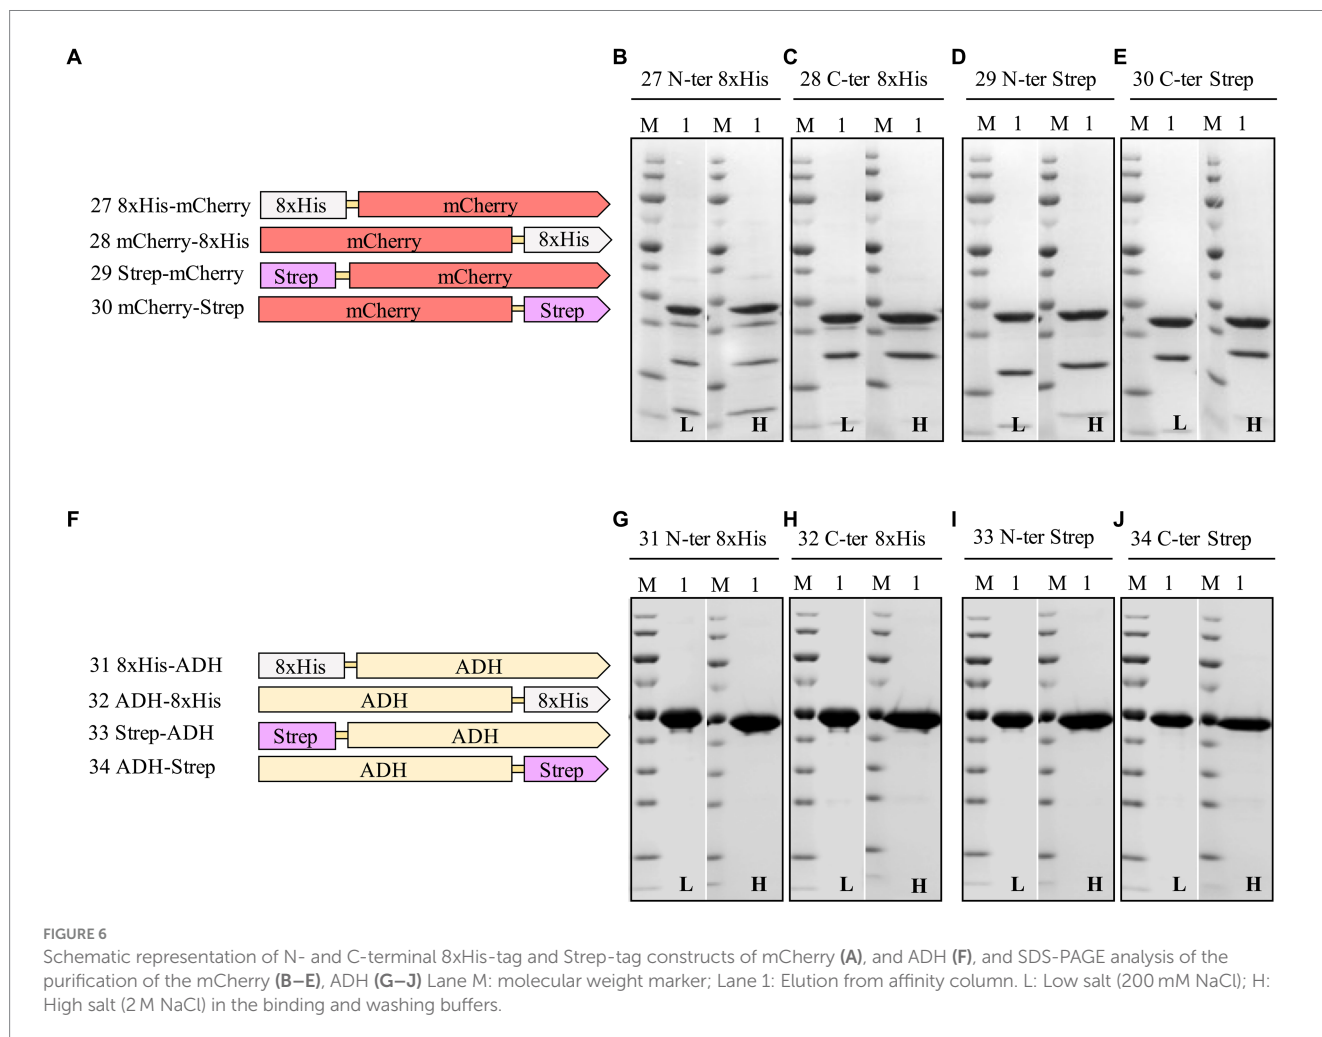 A
B
C
D
E
27 N-ter 8xHis
28 C-ter 8xHis
29 N-ter Strep
30 C-ter Strep
M 1 M 1
M 1 M 1
M 1 M 1
M 1 M 1
27 8xHis-mCherry
8xHis
mCherry
28 mCherry-8xHis
mCherry
8xHis
29 Strep-mCherry
Strep
mCherry
30 mCherry-Strep
mCherry
Strep
L
H
L
H
L
H
L
H
F
G
H
I
J
31 N-ter 8xHis
32 C-ter 8xHis
33 N-ter Strep
34 C-ter Strep
M 1 M 1
M 1 M 1
M 1 M 1
M 1 M 1
31 8xHis-ADH
8xHis
ADH
32 ADH-8xHis
ADH
8xHis
33 Strep-ADH
Strep
ADH
34 ADH-Strep
ADH
Strep
L
H
L
H
L
H
L
H
FIGURE 6
Schematic representation of N- and C-terminal 8xHis-tag and Strep-tag constructs of mCherry (A), and ADH (F), and SDS-PAGE analysis of the
purification of the mCherry (B–E), ADH (G–J) Lane M: molecular weight marker; Lane 1: Elution from affinity column. L: Low salt (200 mM NaCl); H:
High salt (2 M NaCl) in the binding and washing buffers.